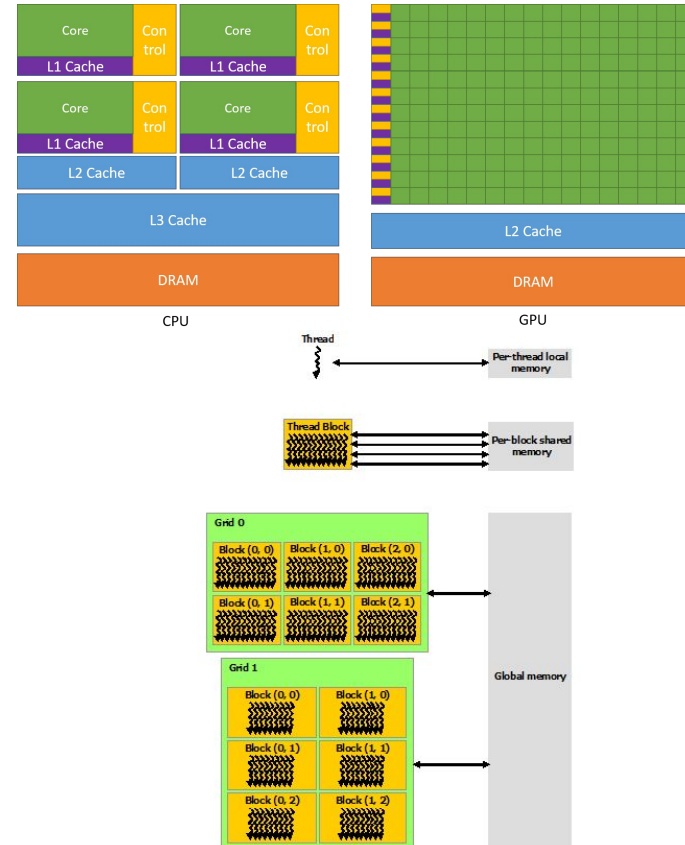 Core
Con
trol
L1 Cache
Core
Con
trol
L1 Cache
Core
Con
trol
L1 Cache
Core
Con
trol
L1 Cache
L2 Cache
L2 Cache
L3 Cache
DRAM
CPU
L2 Cache
DRAM
GPU
Thread
Per-thread local
memory
Thread Block
Per-block shared
memory
Grid 0
Block (0, 0)
Block (1, 0)
Block (2, 0)
Block (0, 1)
Block (1, 1)
Block (2, 1)
Grid 1
Block (0, 0)
Block (1, 0)
Block (0, 1)
Block (1, 1)
Block (0, 2)
Block (1, 2)
Global memory